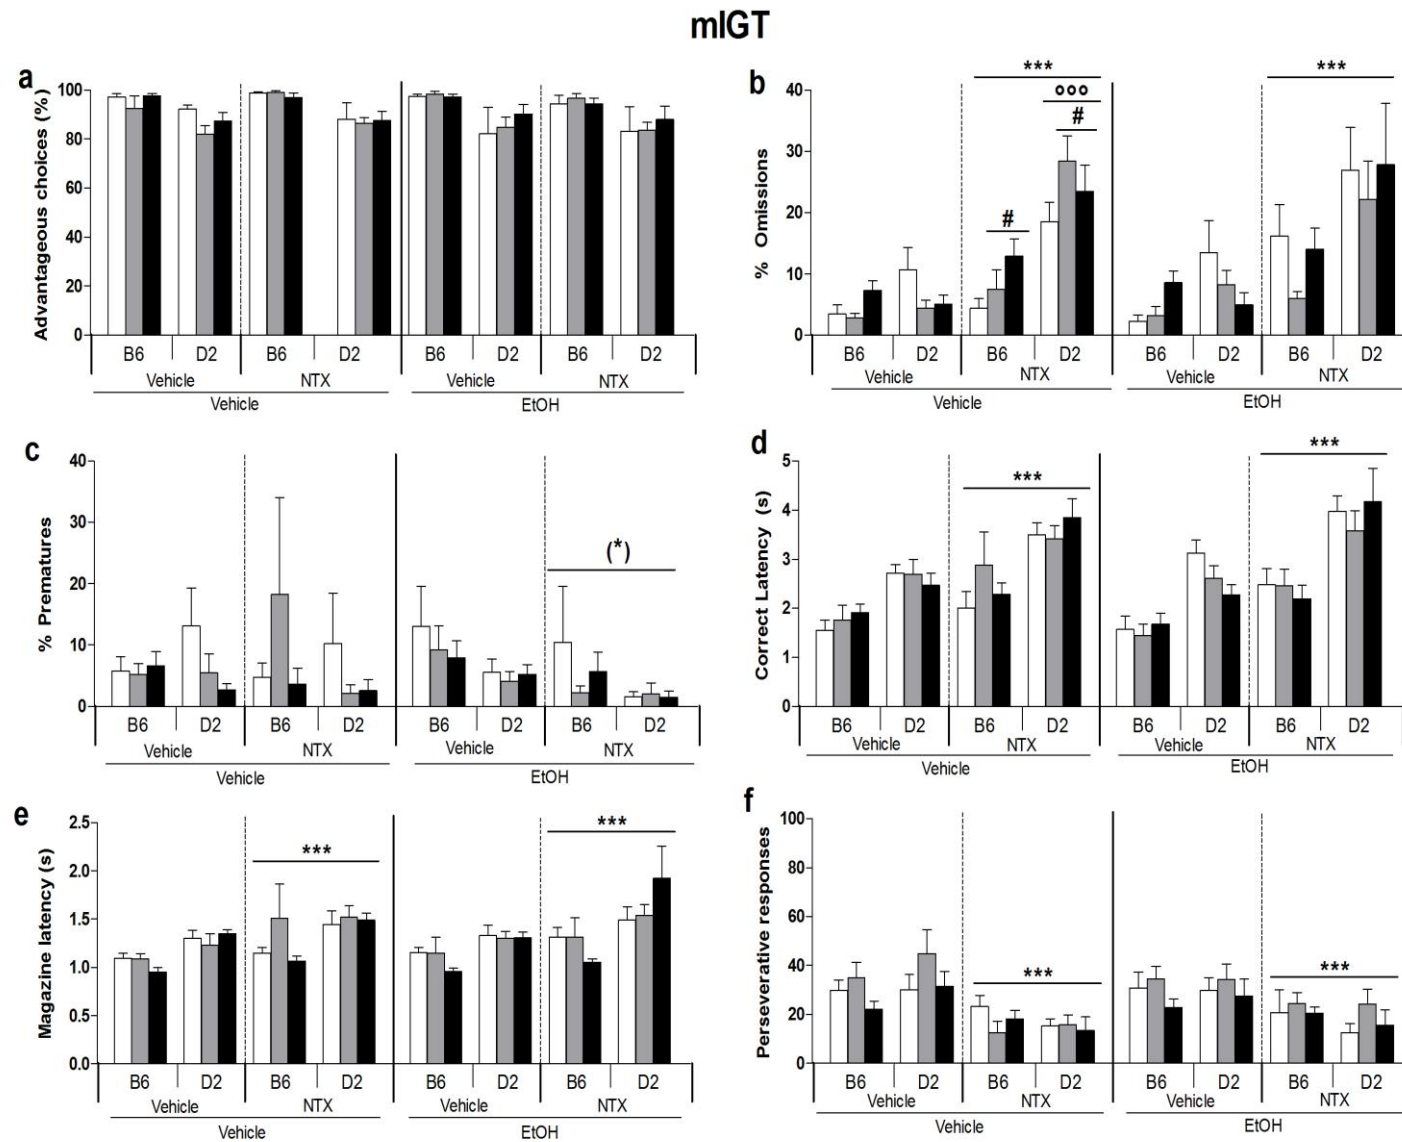 mIGT
a
Advantageous choices (%)
100
80
60
40
20
0
B6 D2 B6 D2 B6 D2 B6 D2
Vehicle NTX Vehicle NTX
Vehicle EtOH
b
% Omissions
40
30
20
10
0
***
°°°
#
#
***
B6 D2 B6 D2 B6 D2 B6 D2
Vehicle NTX Vehicle NTX
Vehicle EtOH
c
% Prematures
40
30
20
10
0
(*)
B6 D2 B6 D2 B6 D2 B6 D2
Vehicle NTX Vehicle NTX
Vehicle EtOH
d
Correct Latency (s)
5
4
3
2
1
0
***
***
B6 D2 B6 D2 B6 D2 B6 D2
Vehicle NTX Vehicle NTX
Vehicle EtOH
e
Magazine latency (s)
2.5
2.0
1.5
1.0
0.5
0.0
***
***
B6 D2 B6 D2 B6 D2 B6 D2
Vehicle NTX Vehicle NTX
Vehicle EtOH
f
Perseverative responses
100
80
60
40
20
0
***
***
B6 D2 B6 D2 B6 D2 B6 D2
Vehicle NTX Vehicle NTX
Vehicle EtOH